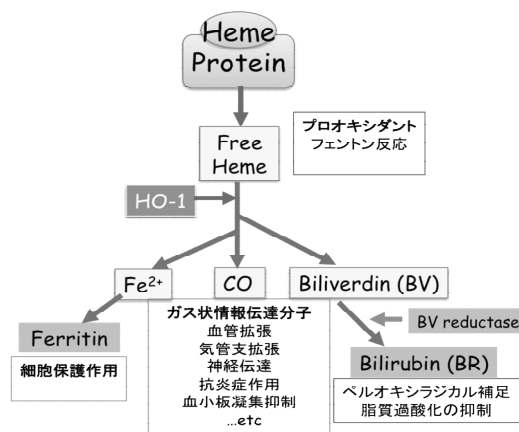 Heme
Protein
Free
Heme
プロオキシダント
フェントン反応
HO-1
Fe2+
CO
Biliverdin (BV)
ガス状情報伝達分子
血管拡張
気管支拡張
神経伝達
抗炎症作用
血小板凝集抑制
...etc
BV reductase
Ferritin
細胞保護作用
Bilirubin (BR)
ペルオキシラジカル補足
脂質過酸化の抑制